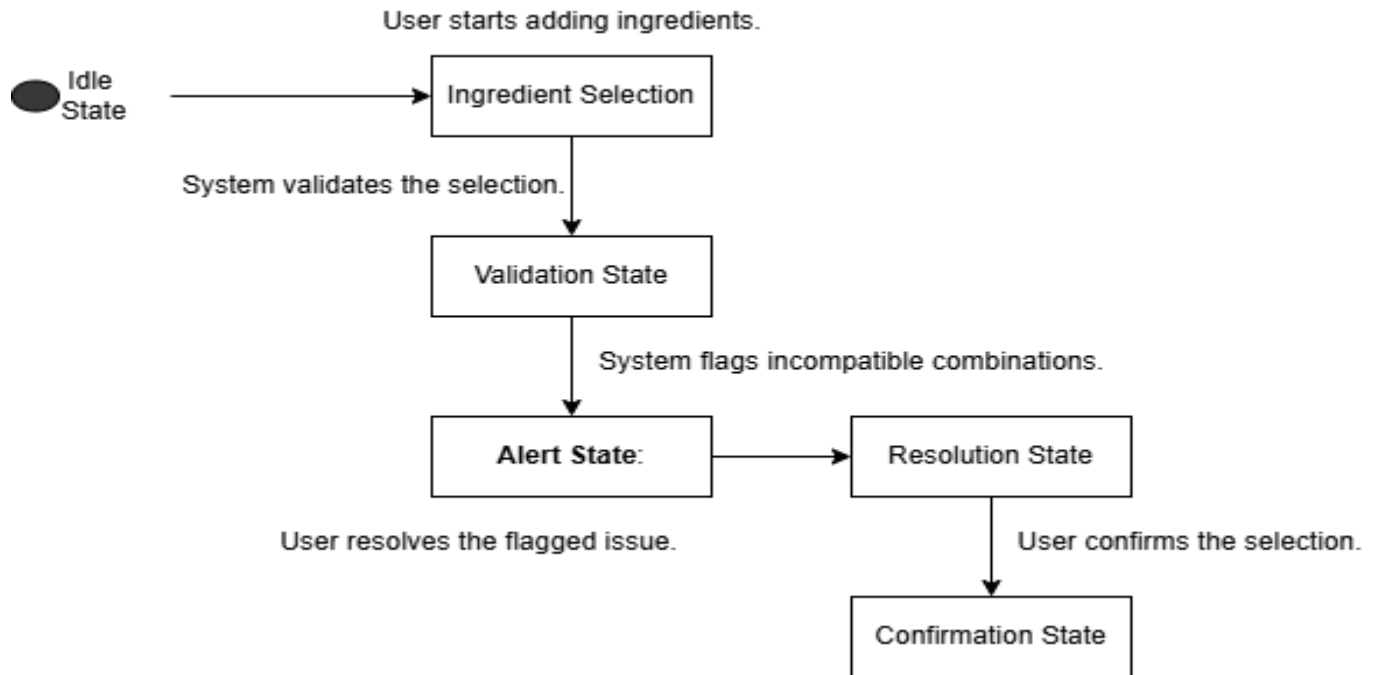 User starts adding ingredients.
Idle
State
Ingredient Selection
System validates the selection.
Validation State
System flags incompatible combinations.
Alert State:
Resolution State
User resolves the flagged issue.
User confirms the selection.
Confirmation State